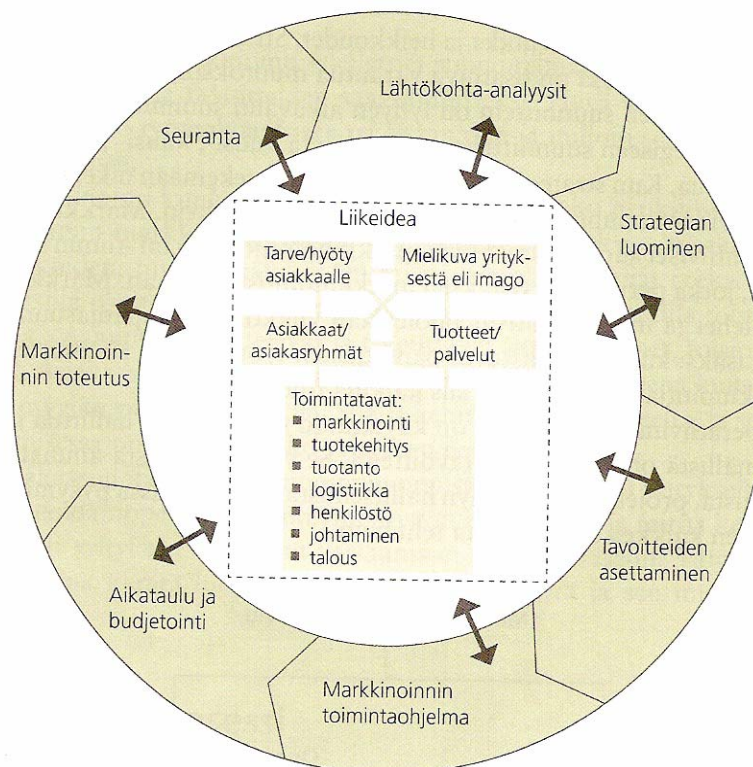 Lähtökohta-analyysit
Strategian
luominen
Tavoitteiden
asettaminen
Markkinoinnin
toimintaohjelma
Aikataulu ja
budjetointi
Markkinoin-
nin toteutus
Seuranta
Liikeidea
Tarve/hyöty
asiakkaalle
Mielikuva yrityk-
sestä eli imago
Asiakkaat/
asiakasryhmät
Tuotteet/
palvelut
Toimintatavat:
■ markkinointi
■ tuotekehitys
■ tuotanto
■ logistiikka
■ henkilöstö
■ johtaminen
■ talous